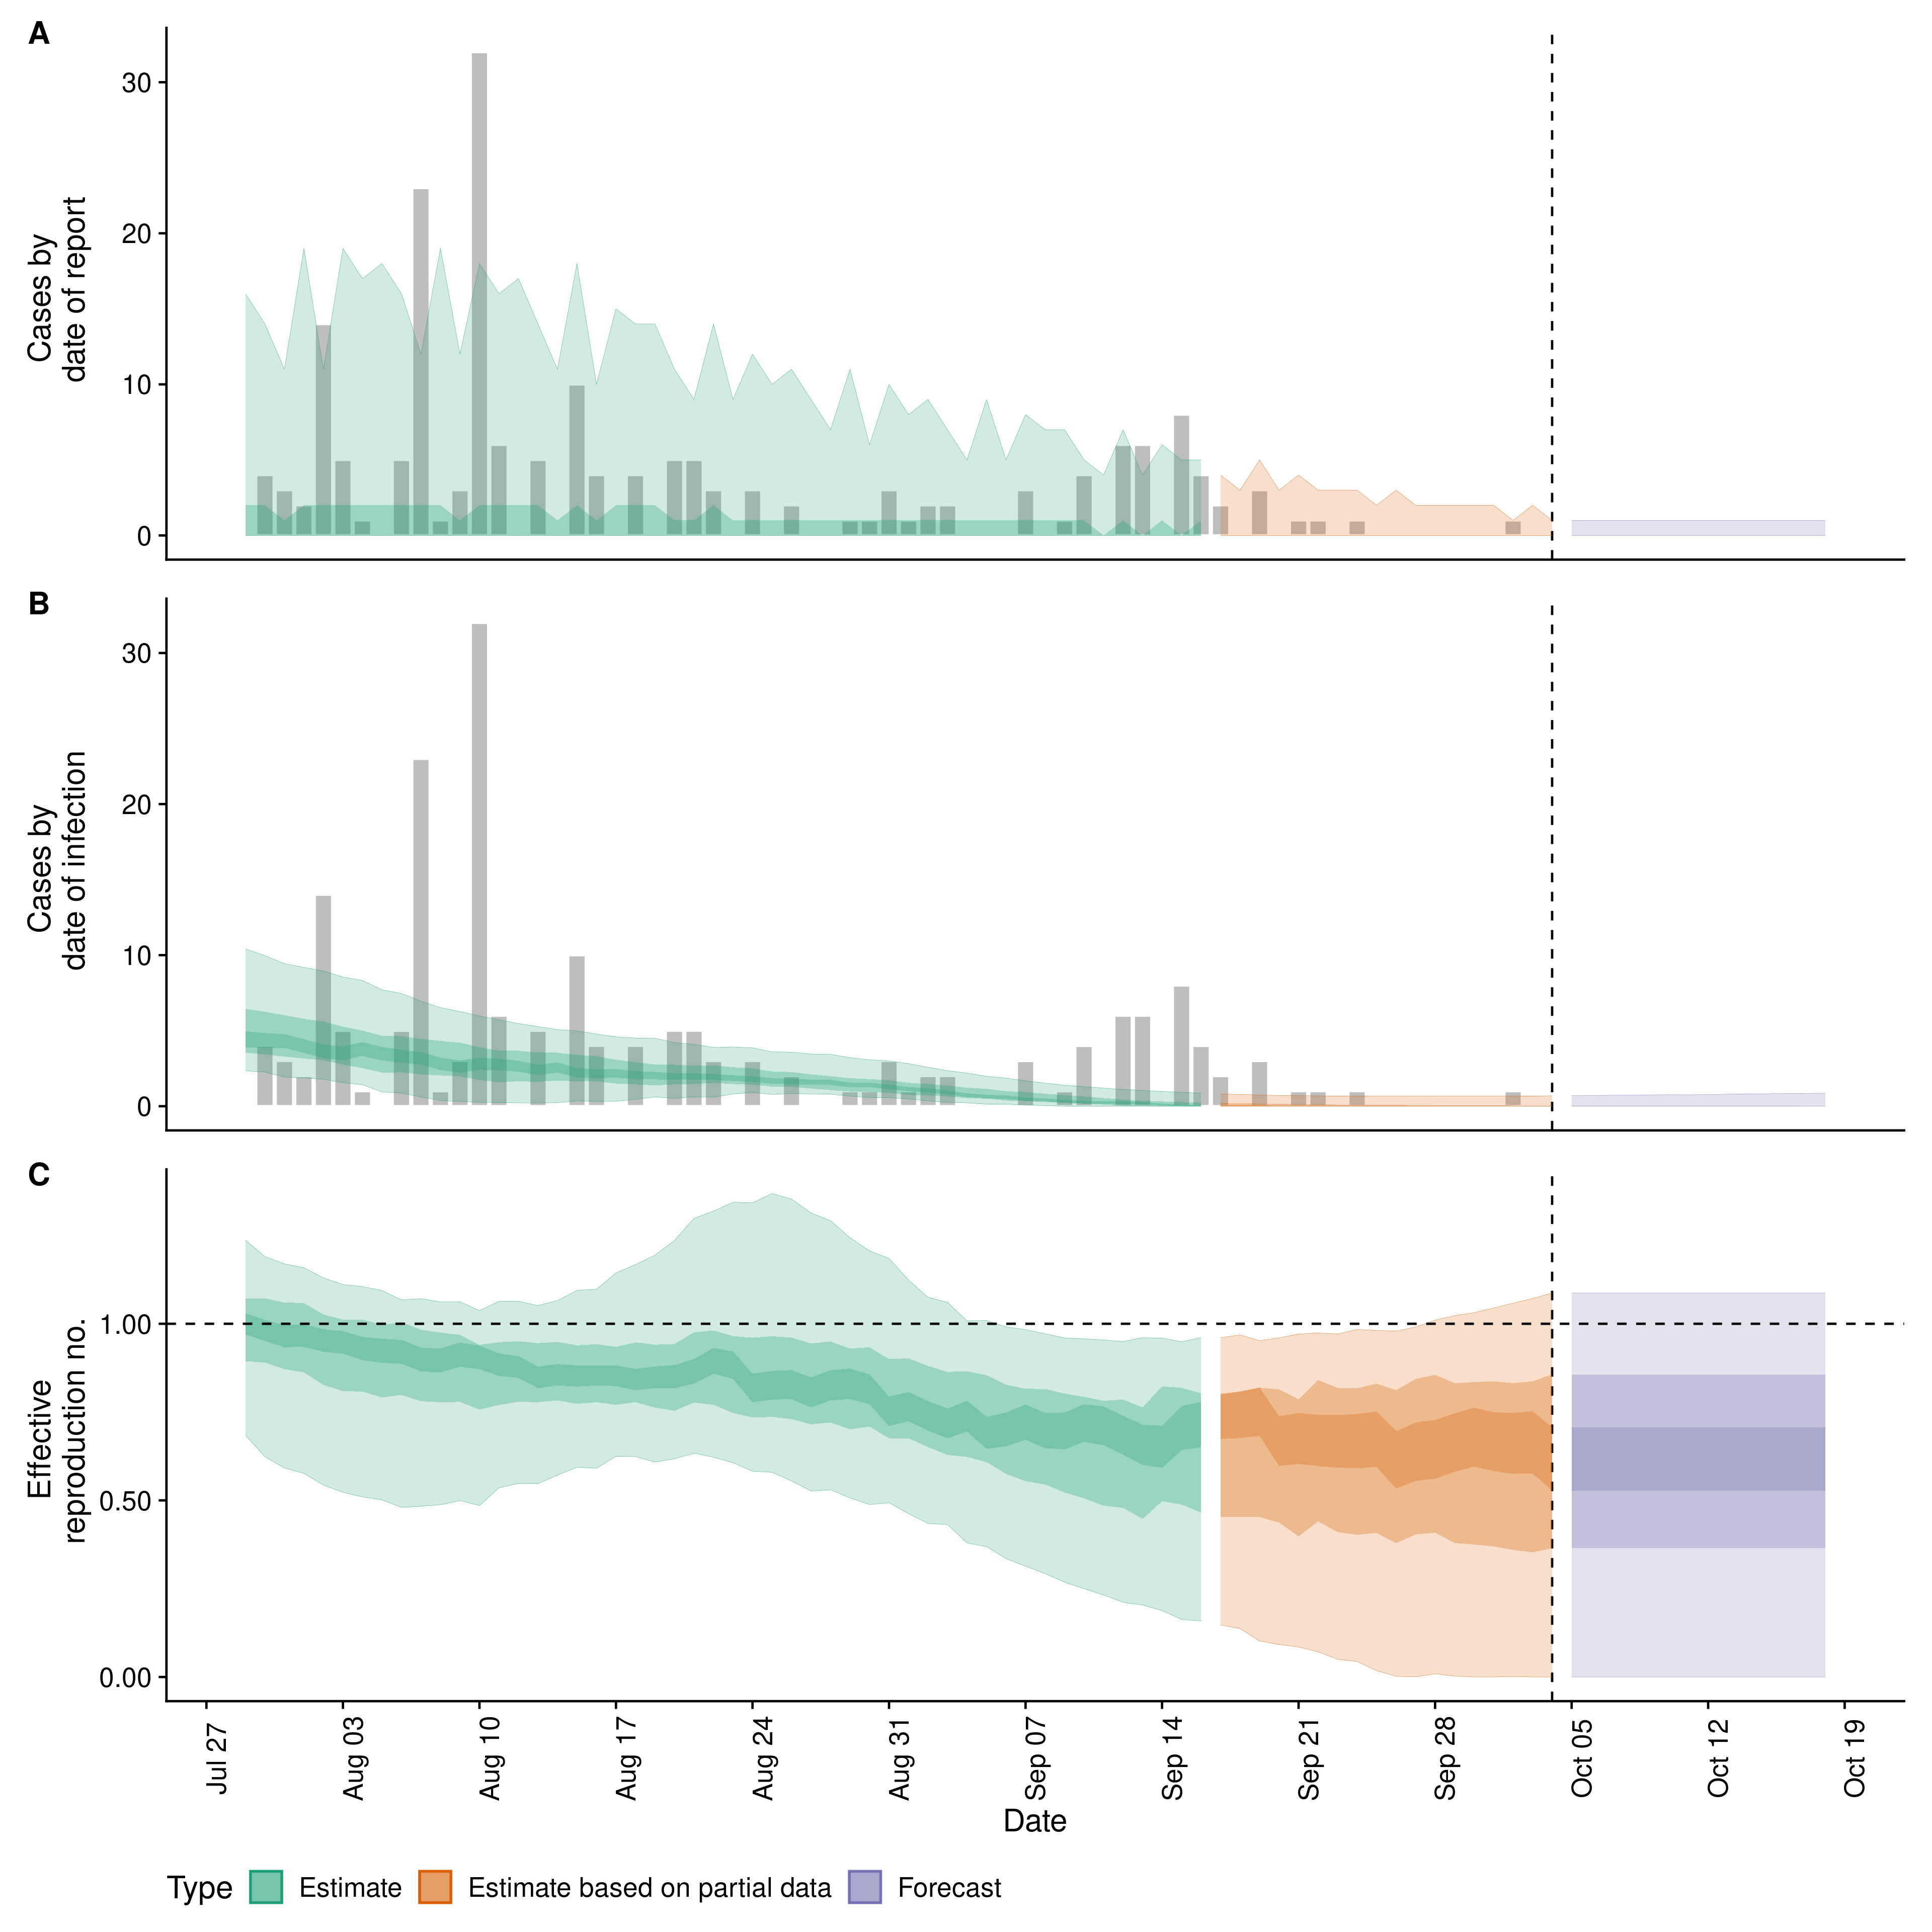 A
Cases by
date of report
30
20
10
0
B
Cases by
date of infection
30
20
10
0
C
Effective
reproduction no.
1.00
0.50
0.00
Jul 27
Aug 03
Aug 10
Aug 17
Aug 24
Aug 31
Sep 07
Sep 14
Sep 21
Sep 28
Oct 05
Oct 12
Oct 19
Date
Type Estimate Estimate based on partial data Forecast